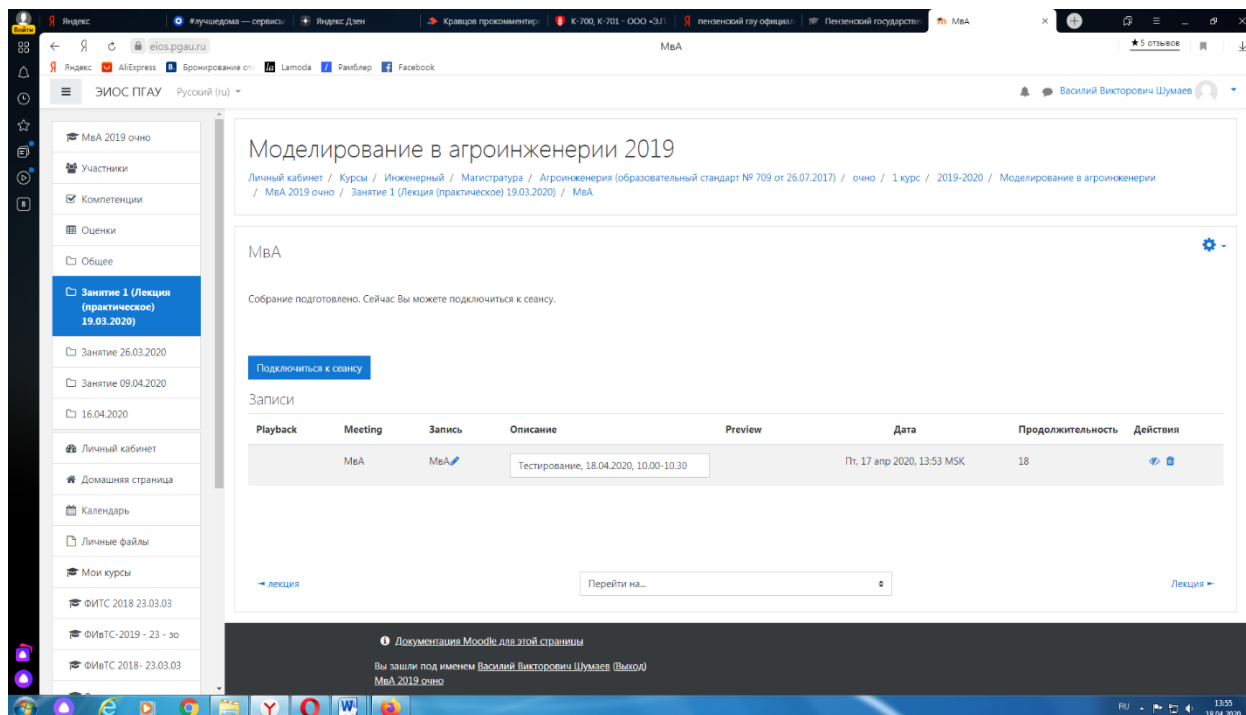 Яндекс
#лучшедома — сервисы
Яндекс Дзен
Кравцов прокомментиро
К-700, К-701 - ООО «Э.П.
пензенский гау официал
Пензенский государстве
МвА
Войти
eios.pgau.ru
МвА
★5 отзывов
Яндекс AliExpress Бронирование от Lamoda Рамблер Facebook
ЭИОС ПГАУ Русский (ru)
Василий Викторович Шумаев
МвА 2019 очно
Участники
Компетенции
Оценки
Общее
Занятие 1 (Лекция
(практическое)
19.03.2020)
Занятие 26.03.2020
Занятие 09.04.2020
16.04.2020
Личный кабинет
Домашняя страница
Календарь
Личные файлы
Мои курсы
ФИТС 2018 23.03.03
ФИвТС-2019 - 23 - зо
ФИвТС 2018- 23.03.03
Моделирование в агроинженерии 2019
Личный кабинет / Курсы / Инженерный / Магистратура / Агроинженерия (образовательный стандарт № 709 от 26.07.2017) / очно / 1 курс / 2019-2020 / Моделирование в агроинженерии
/ МвА 2019 очно / Занятие 1 (Лекция (практическое) 19.03.2020) / МвА
МвА
Собрание подготовлено. Сейчас Вы можете подключиться к сеансу.
Подключиться к сеансу
Записи
Playback Meeting Запись Описание Preview Дата Продолжительность Действия
МвА МвА Тестирование, 18.04.2020, 10.00-10.30 Пт, 17 апр 2020, 13:53 MSK 18
◄ лекция
Перейти на...
Лекция ►
Документация Moodle для этой страницы
Вы зашли под именем Василий Викторович Шумаев (Выход)
МвА 2019 очно
RU
13:55
18.04.2020